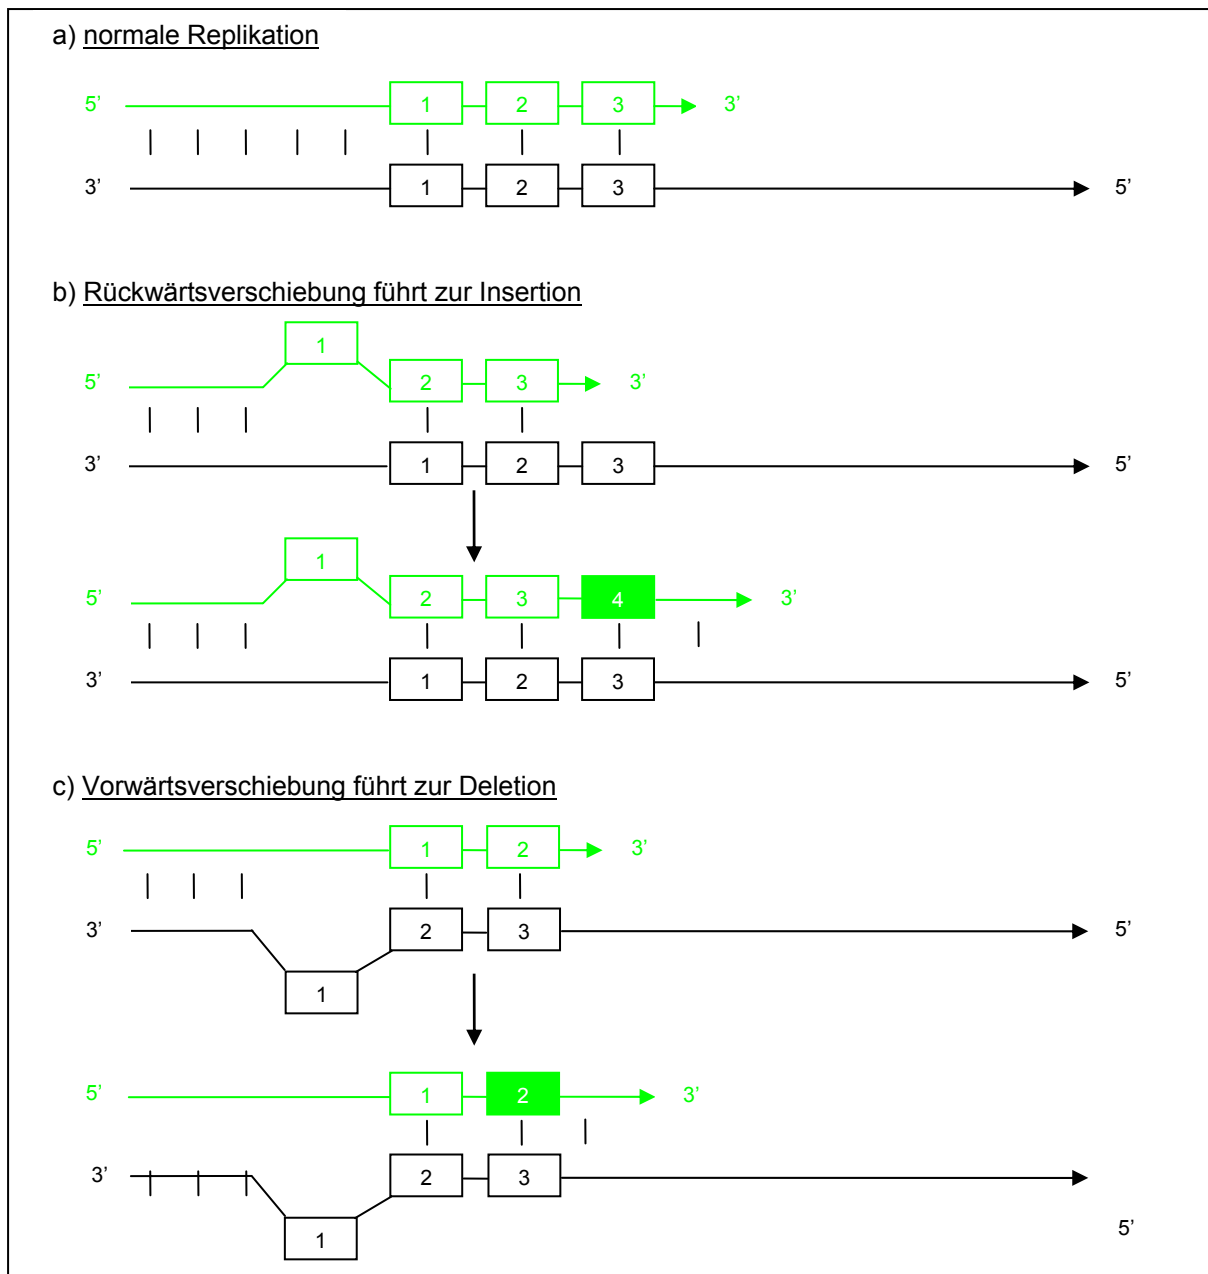 a) normale Replikation
5’ 1 2 3 3’
3’ 1 2 3 5’
b) Rückwärtsverschiebung führt zur Insertion
1
5’ 2 3 3’
3’ 1 2 3 5’
1
5’ 2 3 4 3’
3’ 1 2 3 5’
c) Vorwärtsverschiebung führt zur Deletion
5’ 1 2 3’
3’ 2 3 5’
1
5’ 1 2 3’
3’ 2 3
1 5’